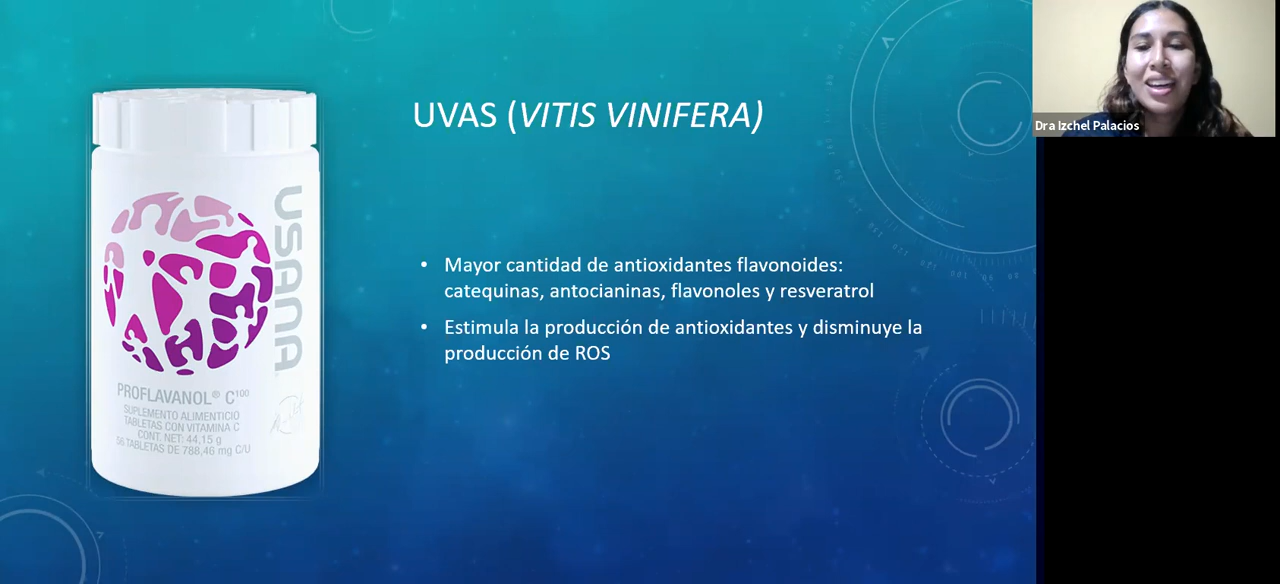 UVAS (VITIS VINIFERA)
Mayor cantidad de antioxidantes flavonoides:
catequinas, antocianinas, flavonoles y resveratrol
Estimula la producción de antioxidantes y disminuye la
producción de ROS
USANA
PROFLAVANOL® C100
SUPLEMENTO ALIMENTICIO
TABLETAS CON VITAMINA C
CONT. NET: 44,15 g
56 TABLETAS DE 788,46 mg C/U
Dra Izchel Palacios